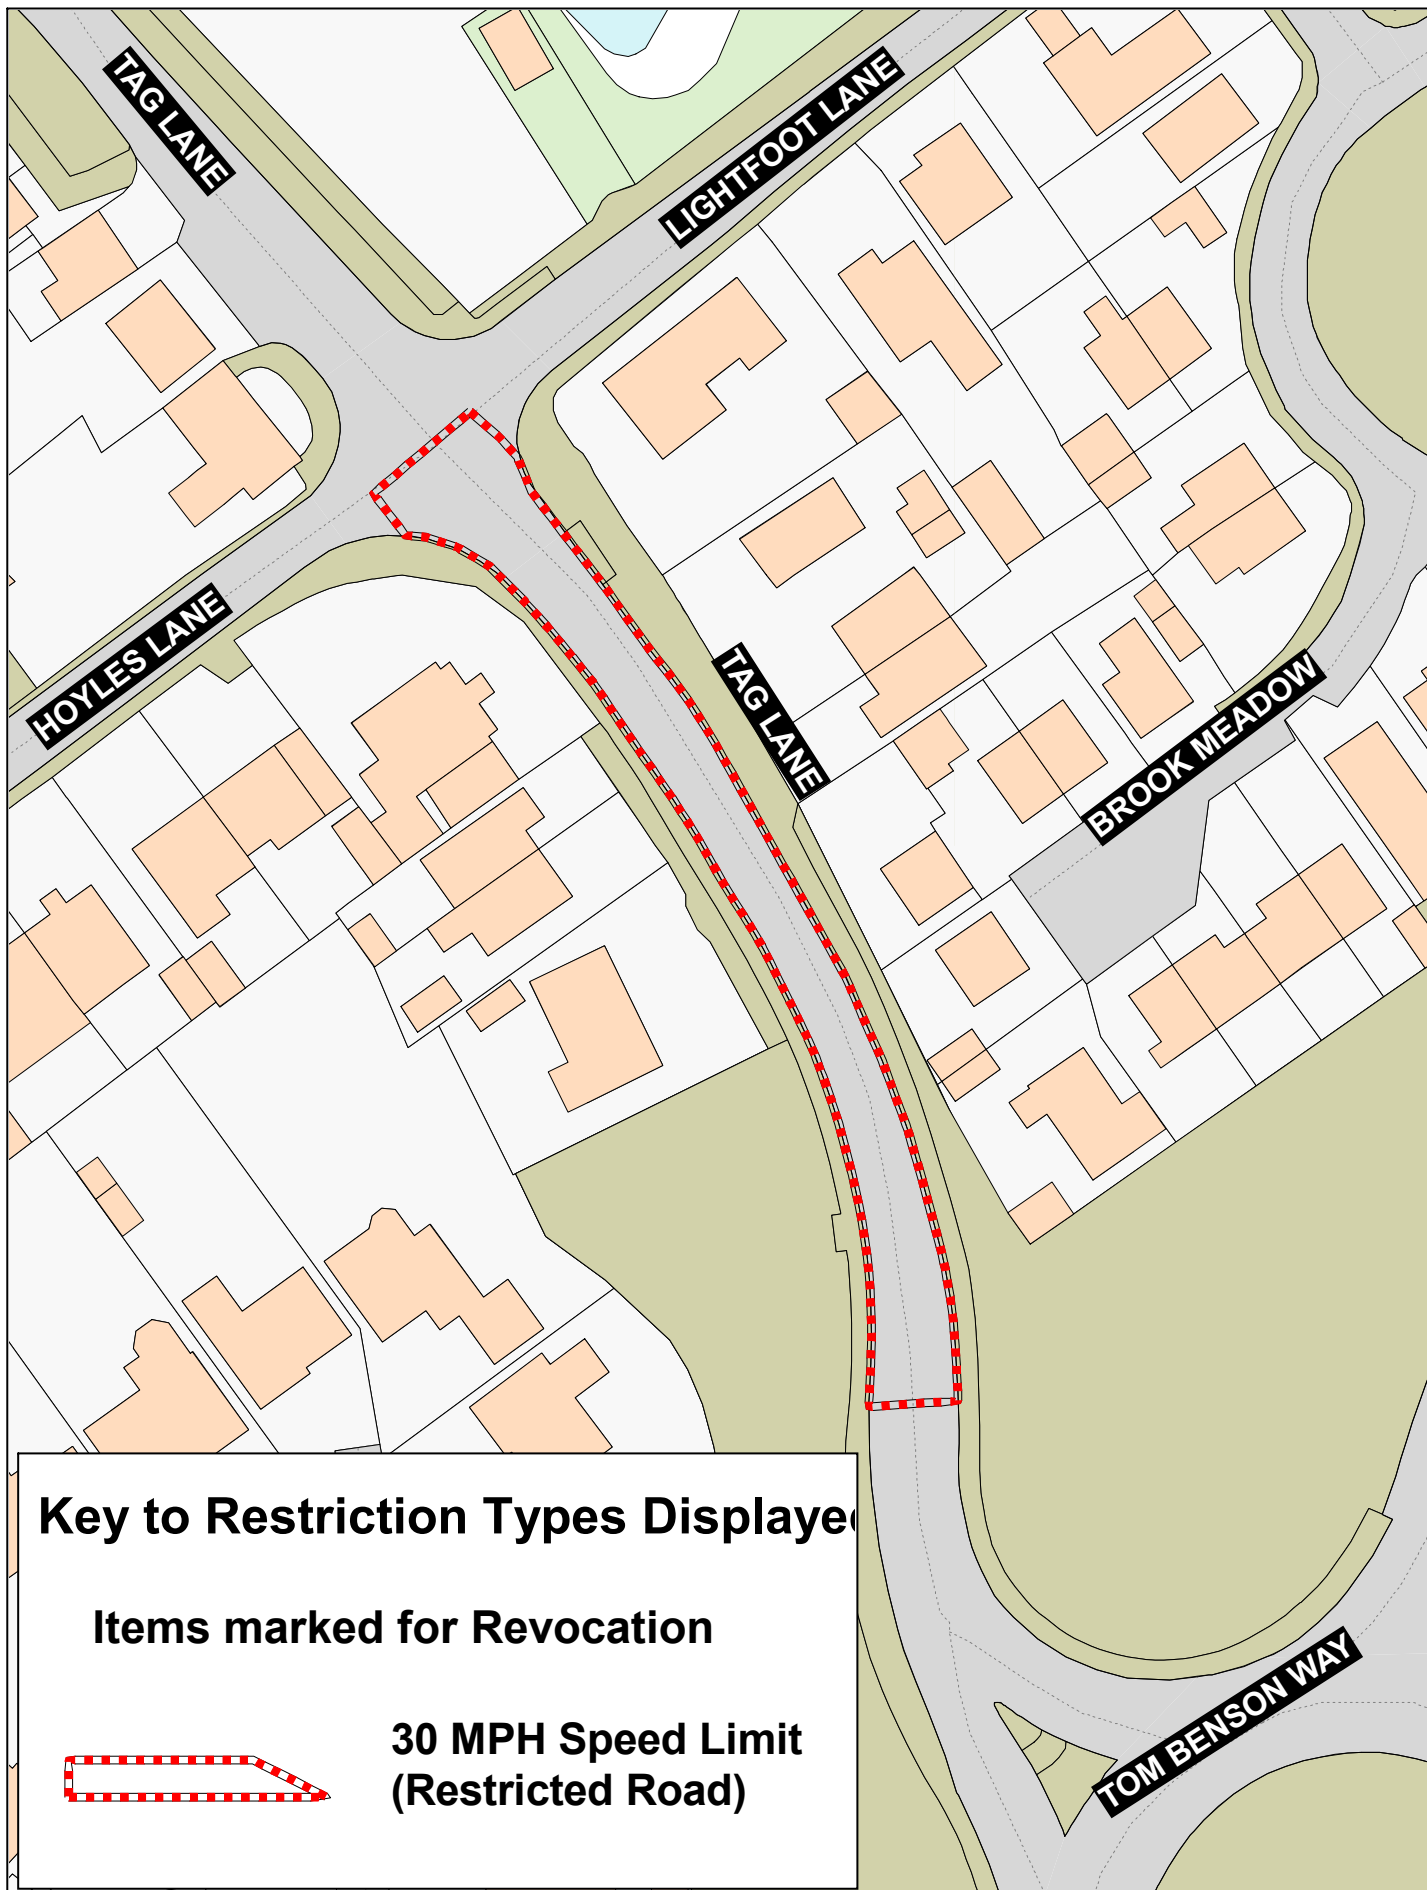 TAG LANE
LIGHTFOOT LANE
HOYLES LANE
TAG LANE
BROOK MEADOW
Key to Restriction Types Displaye
Items marked for Revocation
30 MPH Speed Limit
(Restricted Road)
TOM BENSON WAY